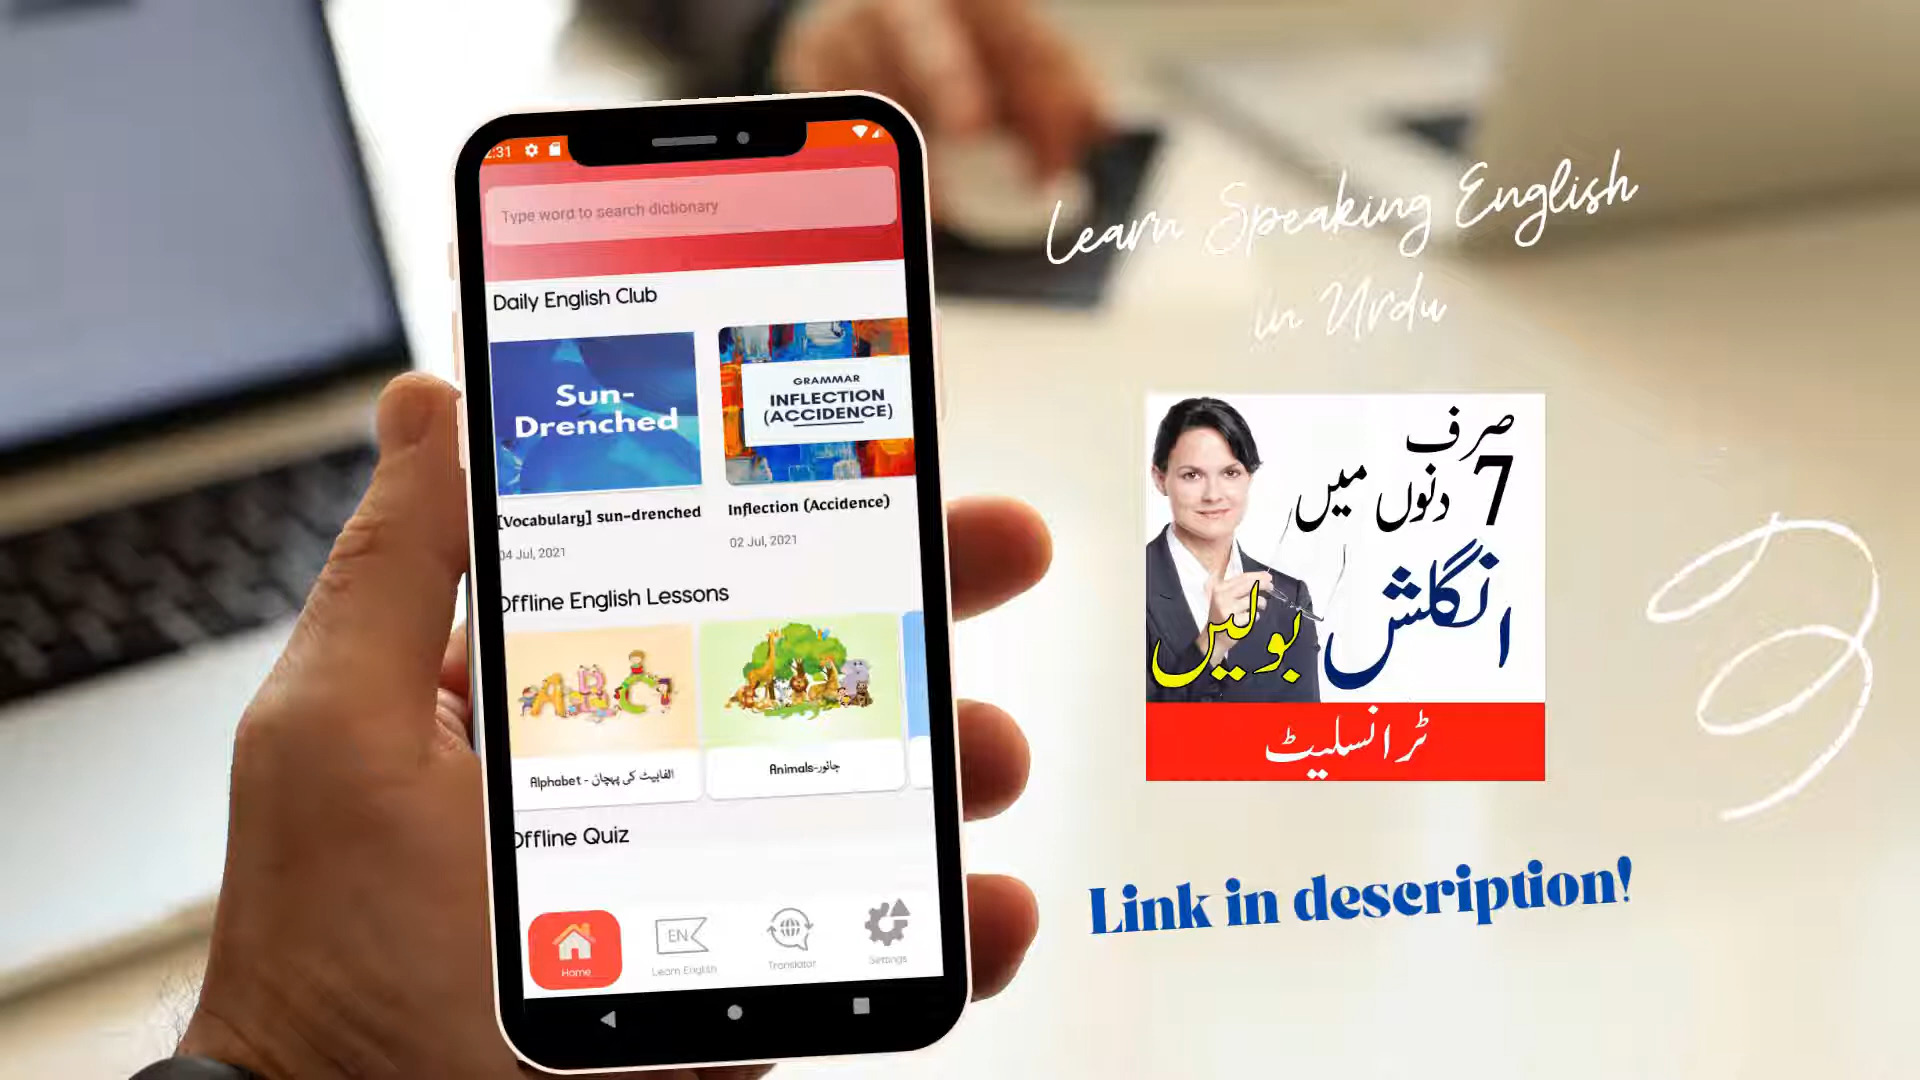 2:31
Type word to search dictionary
Daily English Club
Sun-
Drenched
GRAMMAR
INFLECTION
(ACCIDENCE)
[Vocabulary] sun-drenched
Inflection (Accidence)
04 Jul, 2021
02 Jul, 2021
Offline English Lessons
ABC
Alphabet - الفابیٹ کی پہچان
Animals-جانور
Offline Quiz
EN
Home
Learn English
Translator
Settings
Learn Speaking English
in Urdu
صرف
7 دنوں میں
انگلش بولیں
ٹرانسلیٹ
Link in description!